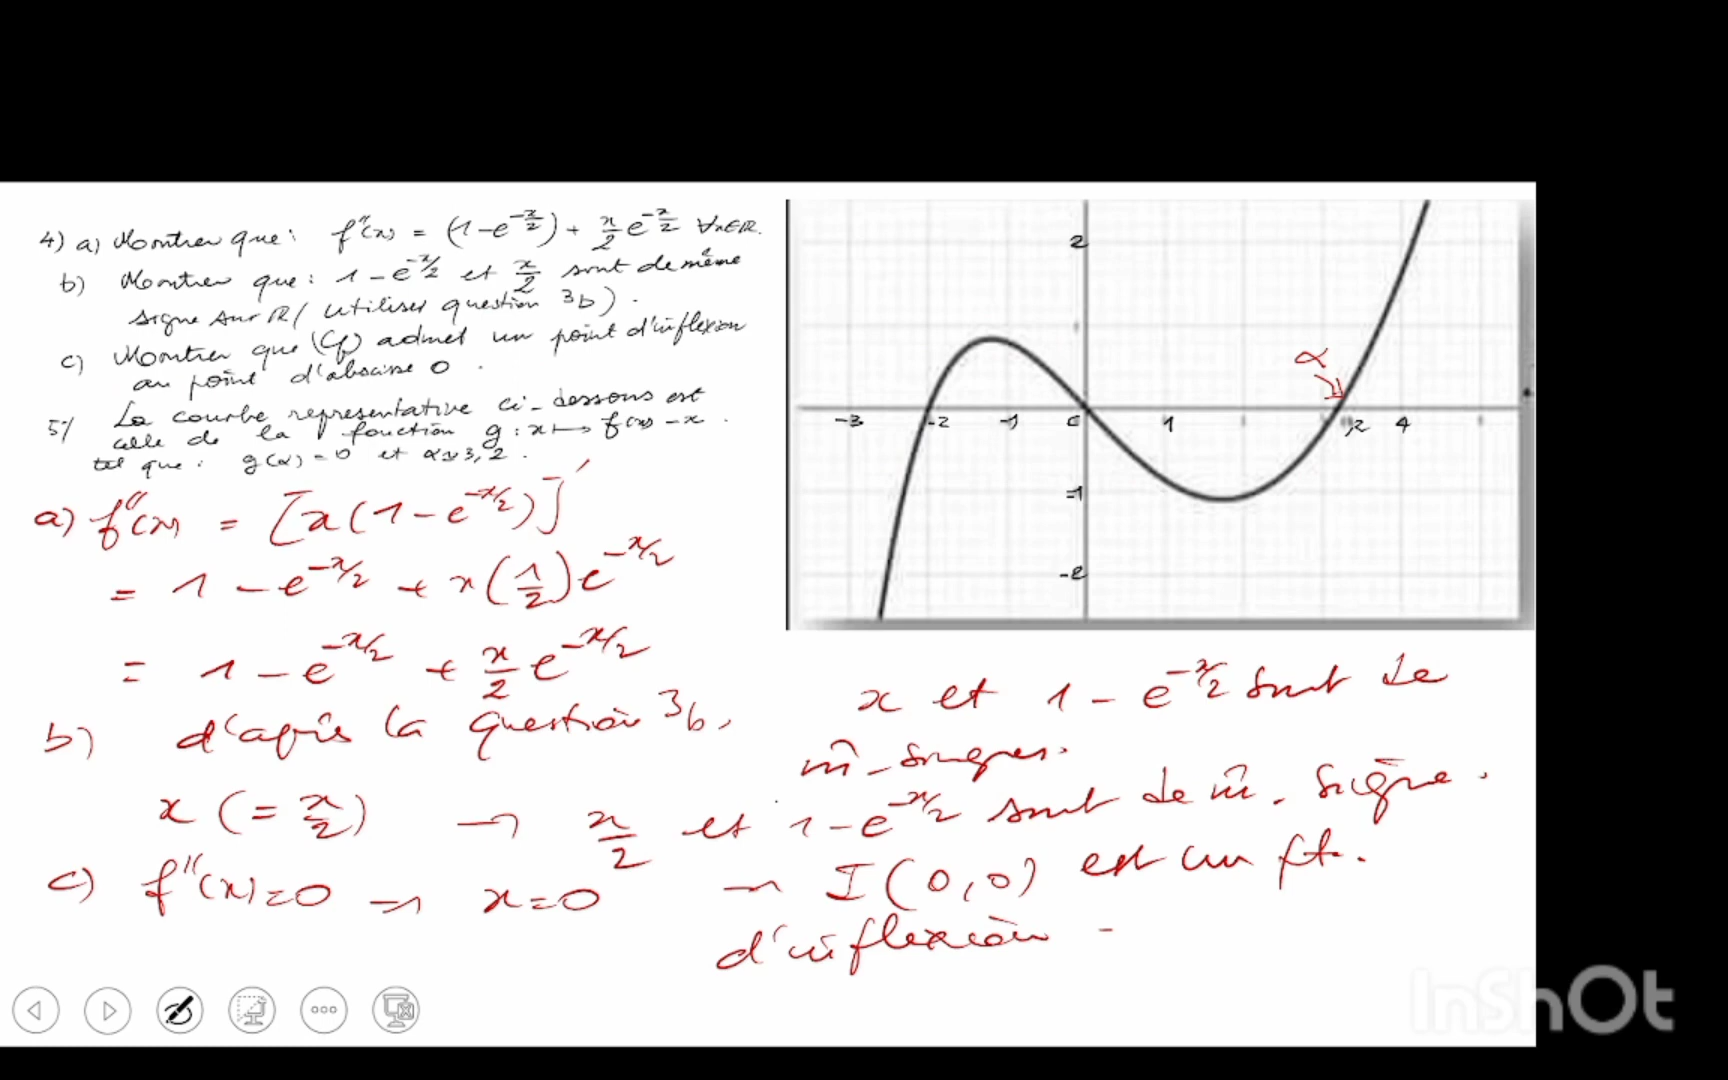 4) a) Montrer que : f''(x) = (1-e^{-x/2}) + x/2 e^{-x/2} ∀x∈ℝ.
b) Montrer que : 1-e^{-x/2} et x/2 sont de même
signe sur ℝ / utiliser question 3b) .
c) Montrer que (Cf) admet un point d'inflexion
au point d'abscisse 0 .
5/ La courbe représentative ci-dessous est
celle de la fonction g : x ↦ f(x) - x .
tel que : g(α) = 0 et α≃3,2 .
2
1
α
-3 -2 -1 0 1 ,2 4
-1
-2
a) f''(x) = [x(1-e^{-x/2})]'
= 1 - e^{-x/2} + x(1/2)e^{-x/2}
= 1 - e^{-x/2} + x/2 e^{-x/2}
b) d'après la question 3b, x et 1 - e^{-x/2} sont de
m̂ signes.
x (= x/2) → x/2 et 1-e^{-x/2} sont de m̂. signe.
c) f''(x)=0 → x=0 → I(0,0) est un pt.
d'inflexion -
InShOt